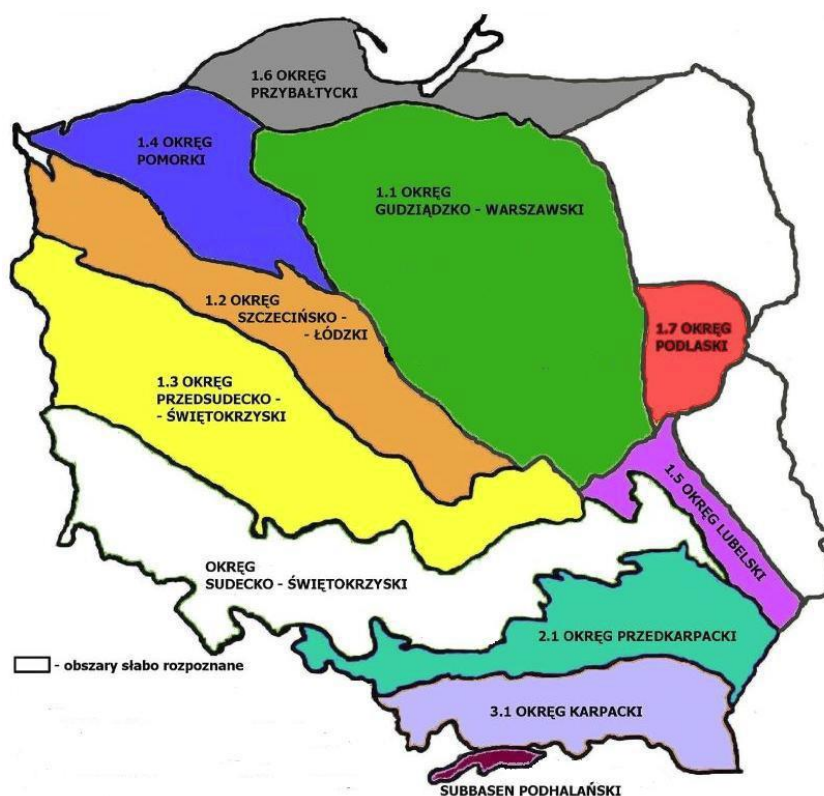 1.6 OKRĘG
PRZYBAŁTYCKI
1.4 OKRĘG
POMORKI
1.1 OKRĘG
GUDZIĄDZKO - WARSZAWSKI
1.2 OKRĘG
SZCZECIŃSKO -
- ŁÓDZKI
1.7 OKRĘG
PODLASKI
1.3 OKRĘG
PRZEDSUDECKO -
- ŚWIĘTOKRZYSKI
1.5 OKRĘG LUBELSKI
OKRĘG
SUDECKO - ŚWIĘTOKRZYSKI
2.1 OKRĘG PRZEDKARPACKI
- obszary słabo rozpoznane
3.1 OKRĘG KARPACKI
SUBBASEN PODHALAŃSKI